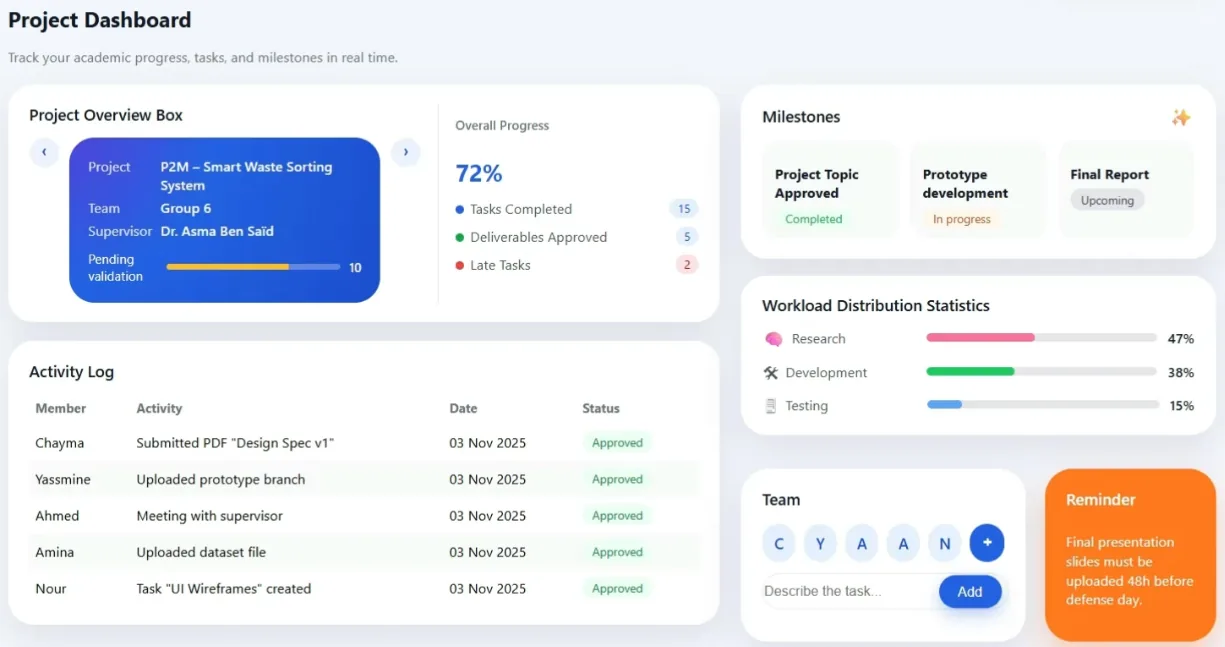 Project Dashboard
Track your academic progress, tasks, and milestones in real time.
Project Overview Box
‹
›
Project P2M – Smart Waste Sorting
System
Team Group 6
Supervisor Dr. Asma Ben Saïd
Pending
validation 10
Overall Progress
72%
Tasks Completed 15
Deliverables Approved 5
Late Tasks 2
Activity Log
Member Activity Date Status
Chayma Submitted PDF "Design Spec v1" 03 Nov 2025 Approved
Yassmine Uploaded prototype branch 03 Nov 2025 Approved
Ahmed Meeting with supervisor 03 Nov 2025 Approved
Amina Uploaded dataset file 03 Nov 2025 Approved
Nour Task "UI Wireframes" created 03 Nov 2025 Approved
Milestones
Project Topic
Approved
Completed
Prototype
development
In progress
Final Report
Upcoming
Workload Distribution Statistics
Research 47%
Development 38%
Testing 15%
Team
C Y A A N +
Describe the task... Add
Reminder
Final presentation
slides must be
uploaded 48h before
defense day.